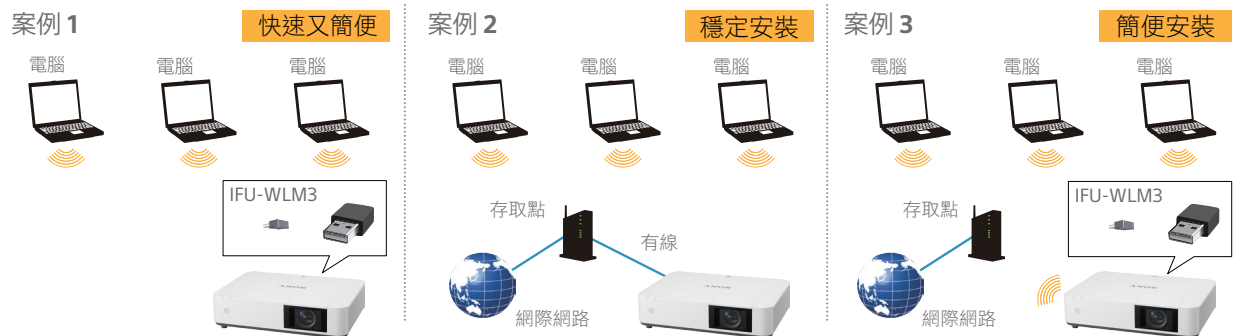 案例 1
快速又簡便
電腦
電腦
電腦
IFU-WLM3
SONY
案例 2
穩定安裝
電腦
電腦
電腦
存取點
有線
網際網路
SONY
案例 3
簡便安裝
電腦
電腦
電腦
存取點
IFU-WLM3
網際網路
SONY